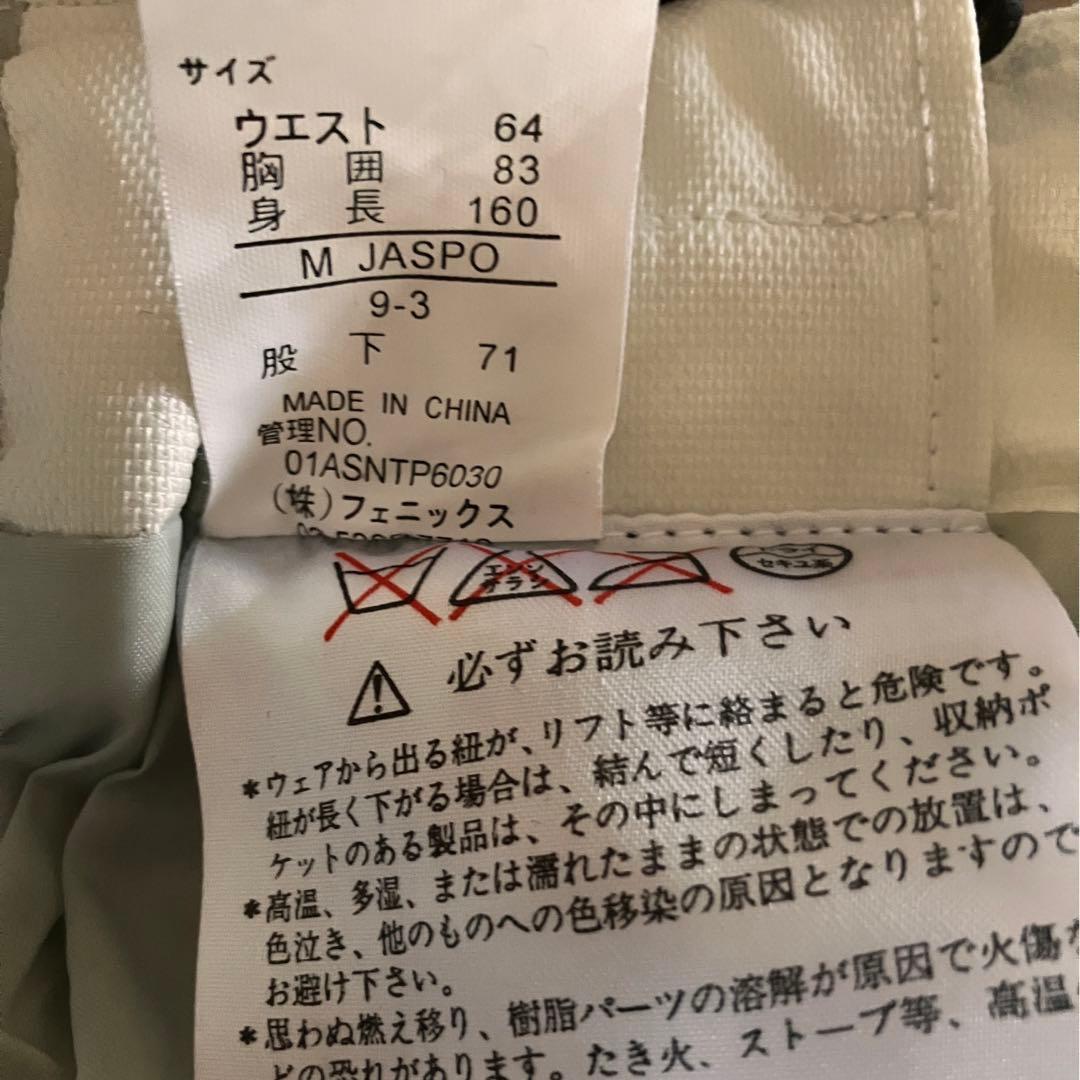 サイズ
ウエスト 64
胸 囲 83
身 長 160
M JASPO
9-3
股 下 71
MADE IN CHINA
管理NO.
01ASNTP6030
(株)フェニックス
エンソ
サラシ
セキユ系
必ずお読み下さい
*ウェアから出る紐が、リフト等に絡まると危険です。
紐が長く下がる場合は、結んで短くしたり、収納ポ
ケットのある製品は、その中にしまってください。
*高温、多湿、または濡れたままの状態での放置は、
色泣き、他のものへの色移染の原因となりますので
お避け下さい。
*思わぬ燃え移り、樹脂パーツの溶解が原因で火傷な
どの恐れがあります。たき火、ストーブ等、高温